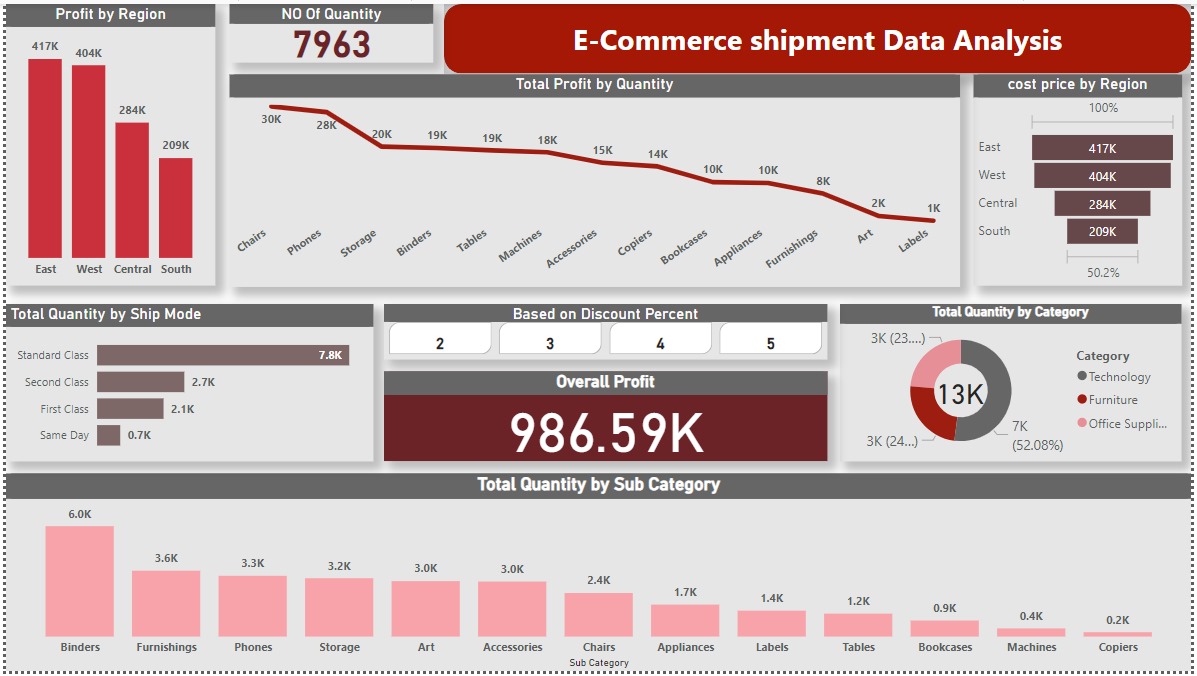 Profit by Region
417K
404K
284K
209K
East West Central South
NO Of Quantity
7963
E-Commerce shipment Data Analysis
Total Profit by Quantity
30K
28K
20K
19K
19K
18K
15K
14K
10K
10K
8K
2K
1K
Chairs Phones Storage Binders Tables Machines Accessories Copiers Bookcases Appliances Furnishings Art Labels
cost price by Region
100%
East 417K
West 404K
Central 284K
South 209K
50.2%
Total Quantity by Ship Mode
Standard Class 7.8K
Second Class 2.7K
First Class 2.1K
Same Day 0.7K
Based on Discount Percent
2 3 4 5
Overall Profit
986.59K
Total Quantity by Category
3K (23....)
13K
3K (24...)
7K
(52.08%)
Category
Technology
Furniture
Office Suppli...
Total Quantity by Sub Category
6.0K
3.6K
3.3K
3.2K
3.0K
3.0K
2.4K
1.7K
1.4K
1.2K
0.9K
0.4K
0.2K
Binders Furnishings Phones Storage Art Accessories Chairs Appliances Labels Tables Bookcases Machines Copiers
Sub Category